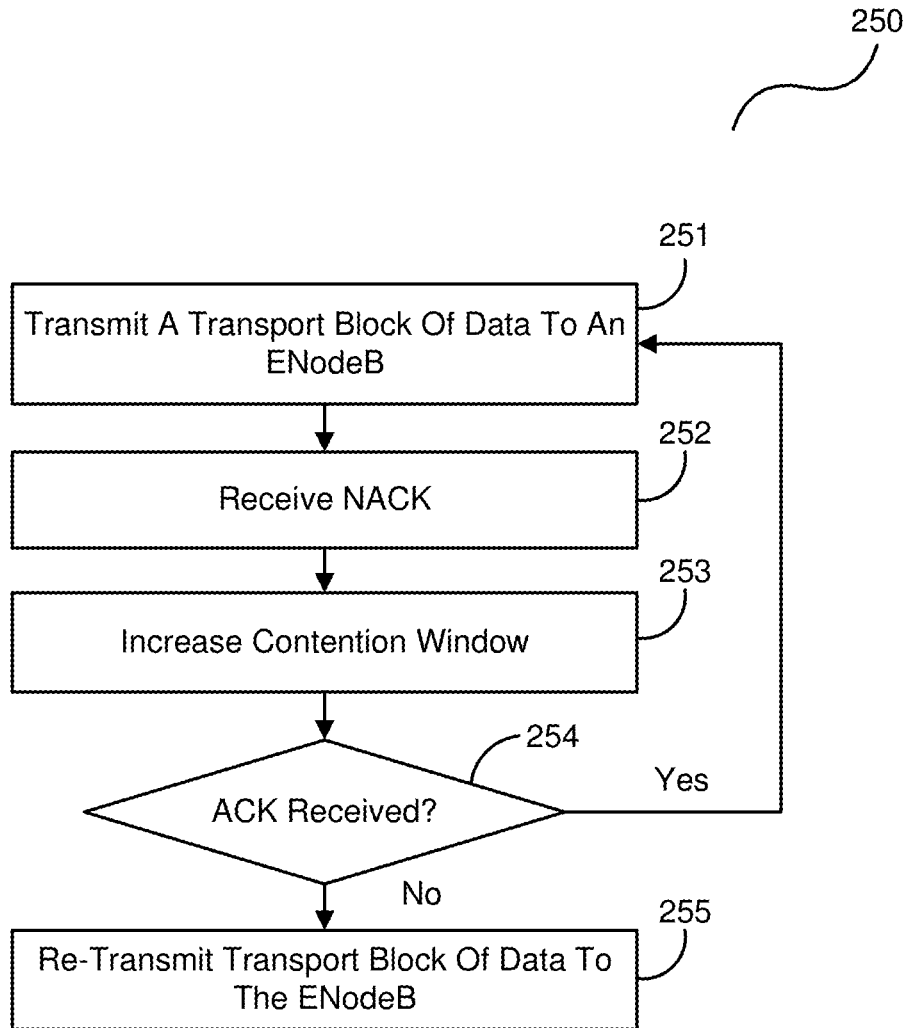 250
251
Transmit A Transport Block Of Data To An
ENodeB
252
Receive NACK
253
Increase Contention Window
254
ACK Received?
Yes
No
255
Re-Transmit Transport Block Of Data To
The ENodeB